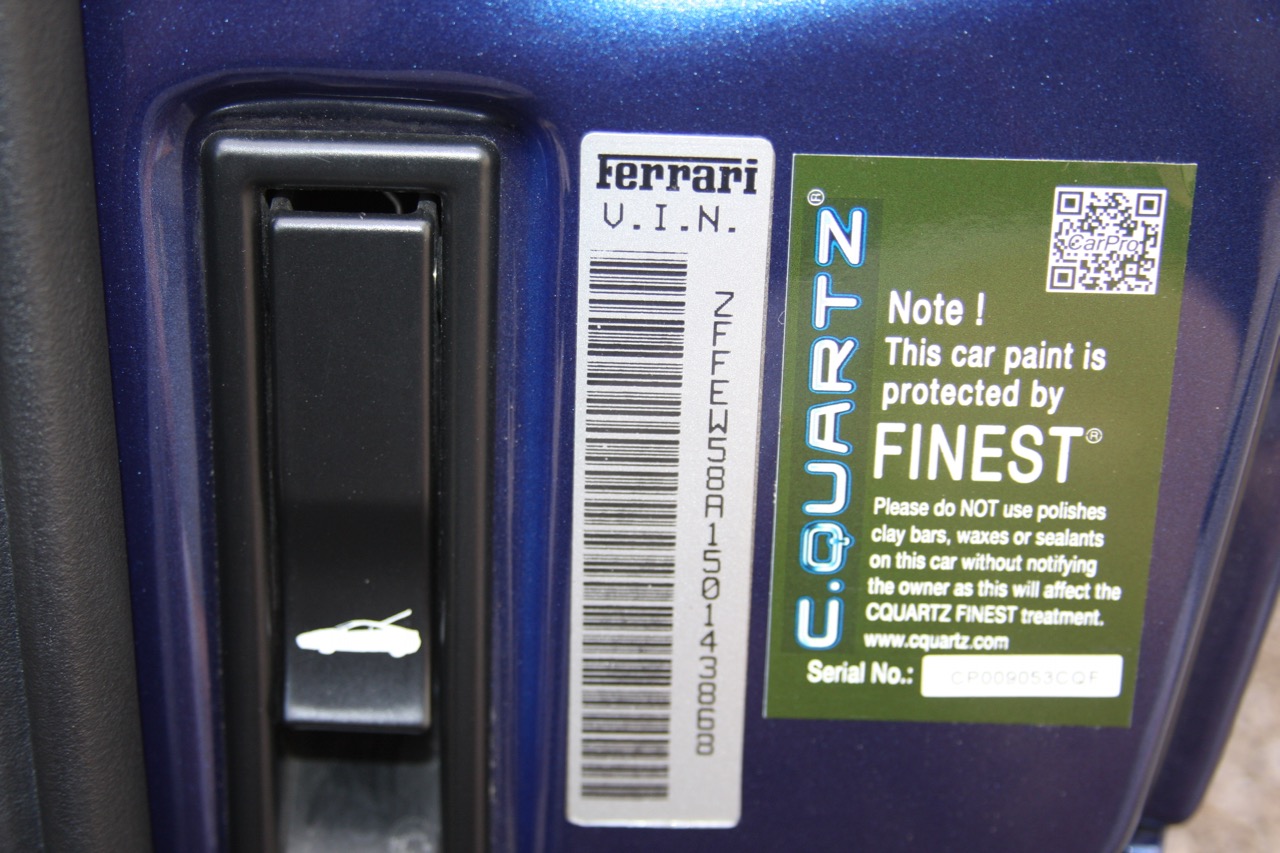 Ferrari
V.I.N.
ZFFEW58A150143868
C.QUARTZ®
CarPro
Note !
This car paint is
protected by
FINEST®
Please do NOT use polishes
clay bars, waxes or sealants
on this car without notifying
the owner as this will affect the
CQUARTZ FINEST treatment.
www.cquartz.com
Serial No.: CP009053CQF